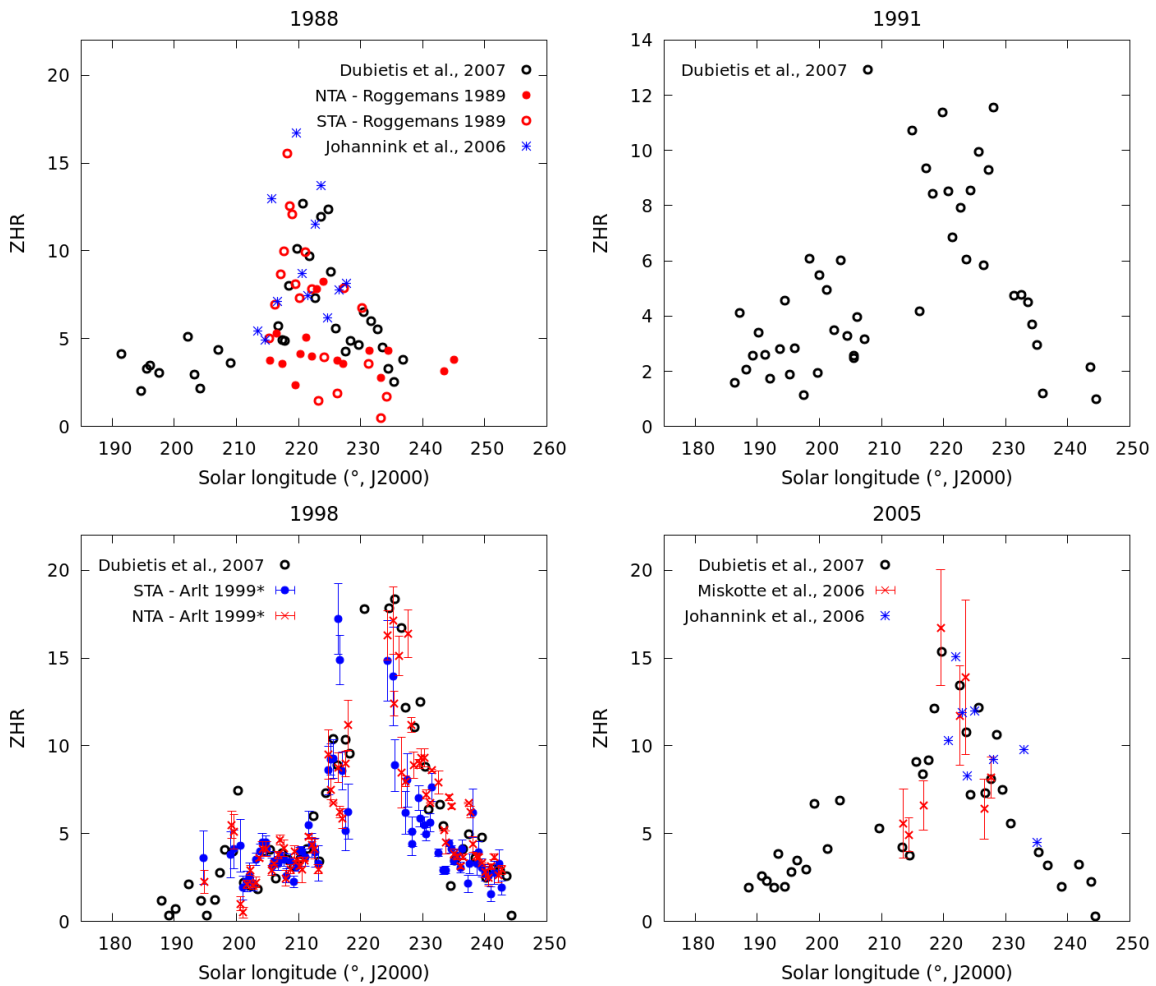 1988
ZHR
20
15
10
5
0
190 200 210 220 230 240 250 260
Solar longitude (°, J2000)
Dubietis et al., 2007
NTA - Roggemans 1989
STA - Roggemans 1989
Johannink et al., 2006
1991
ZHR
14
12
10
8
6
4
2
0
180 190 200 210 220 230 240 250
Solar longitude (°, J2000)
Dubietis et al., 2007
1998
ZHR
20
15
10
5
0
180 190 200 210 220 230 240 250
Solar longitude (°, J2000)
Dubietis et al., 2007
STA - Arlt 1999*
NTA - Arlt 1999*
2005
ZHR
20
15
10
5
0
180 190 200 210 220 230 240 250
Solar longitude (°, J2000)
Dubietis et al., 2007
Miskotte et al., 2006
Johannink et al., 2006